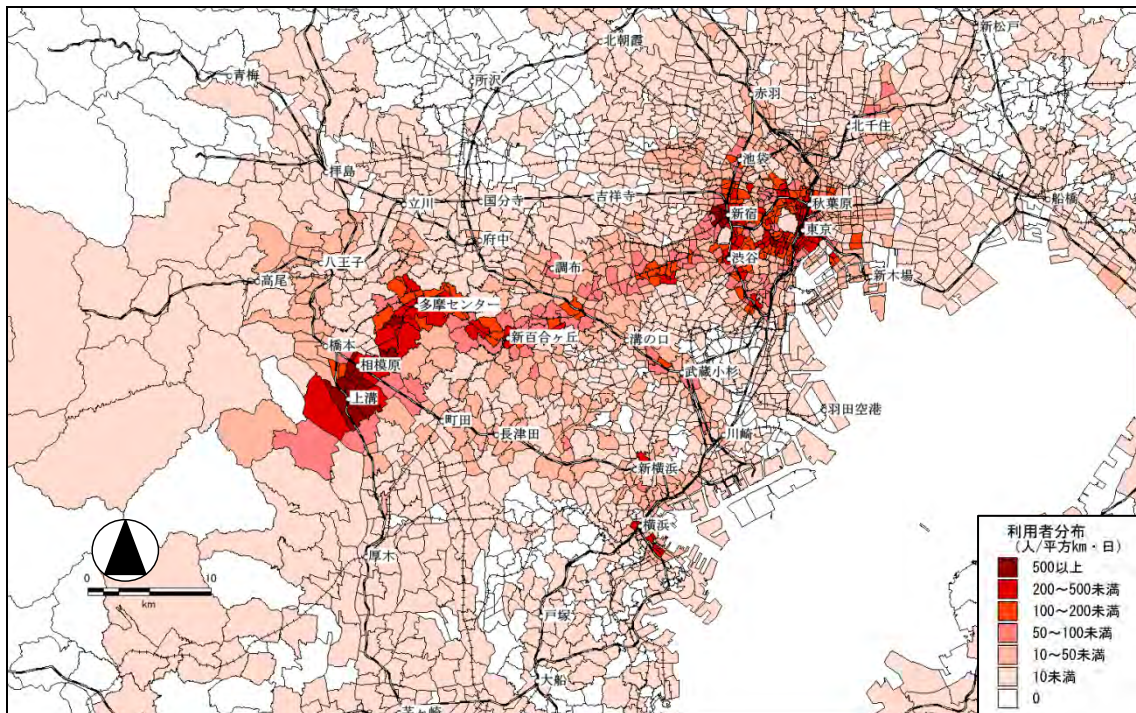 新松戸
北朝霞
青梅
所沢
赤羽
北千住
池袋
拝島
吉祥寺
国分寺
立川
秋葉原
船橋
新宿
東京
府中
渋谷
調布
八王子
高尾
新木場
多摩センター
新百合ヶ丘
溝の口
橋本
相模原
武蔵小杉
上溝
羽田空港
町田
長津田
川崎
新横浜
横浜
厚木
戸塚
大船
茅ヶ崎
0 10
km
利用者分布
(人/平方km・日)
500以上
200～500未満
100～200未満
50～100未満
10～50未満
10未満
0